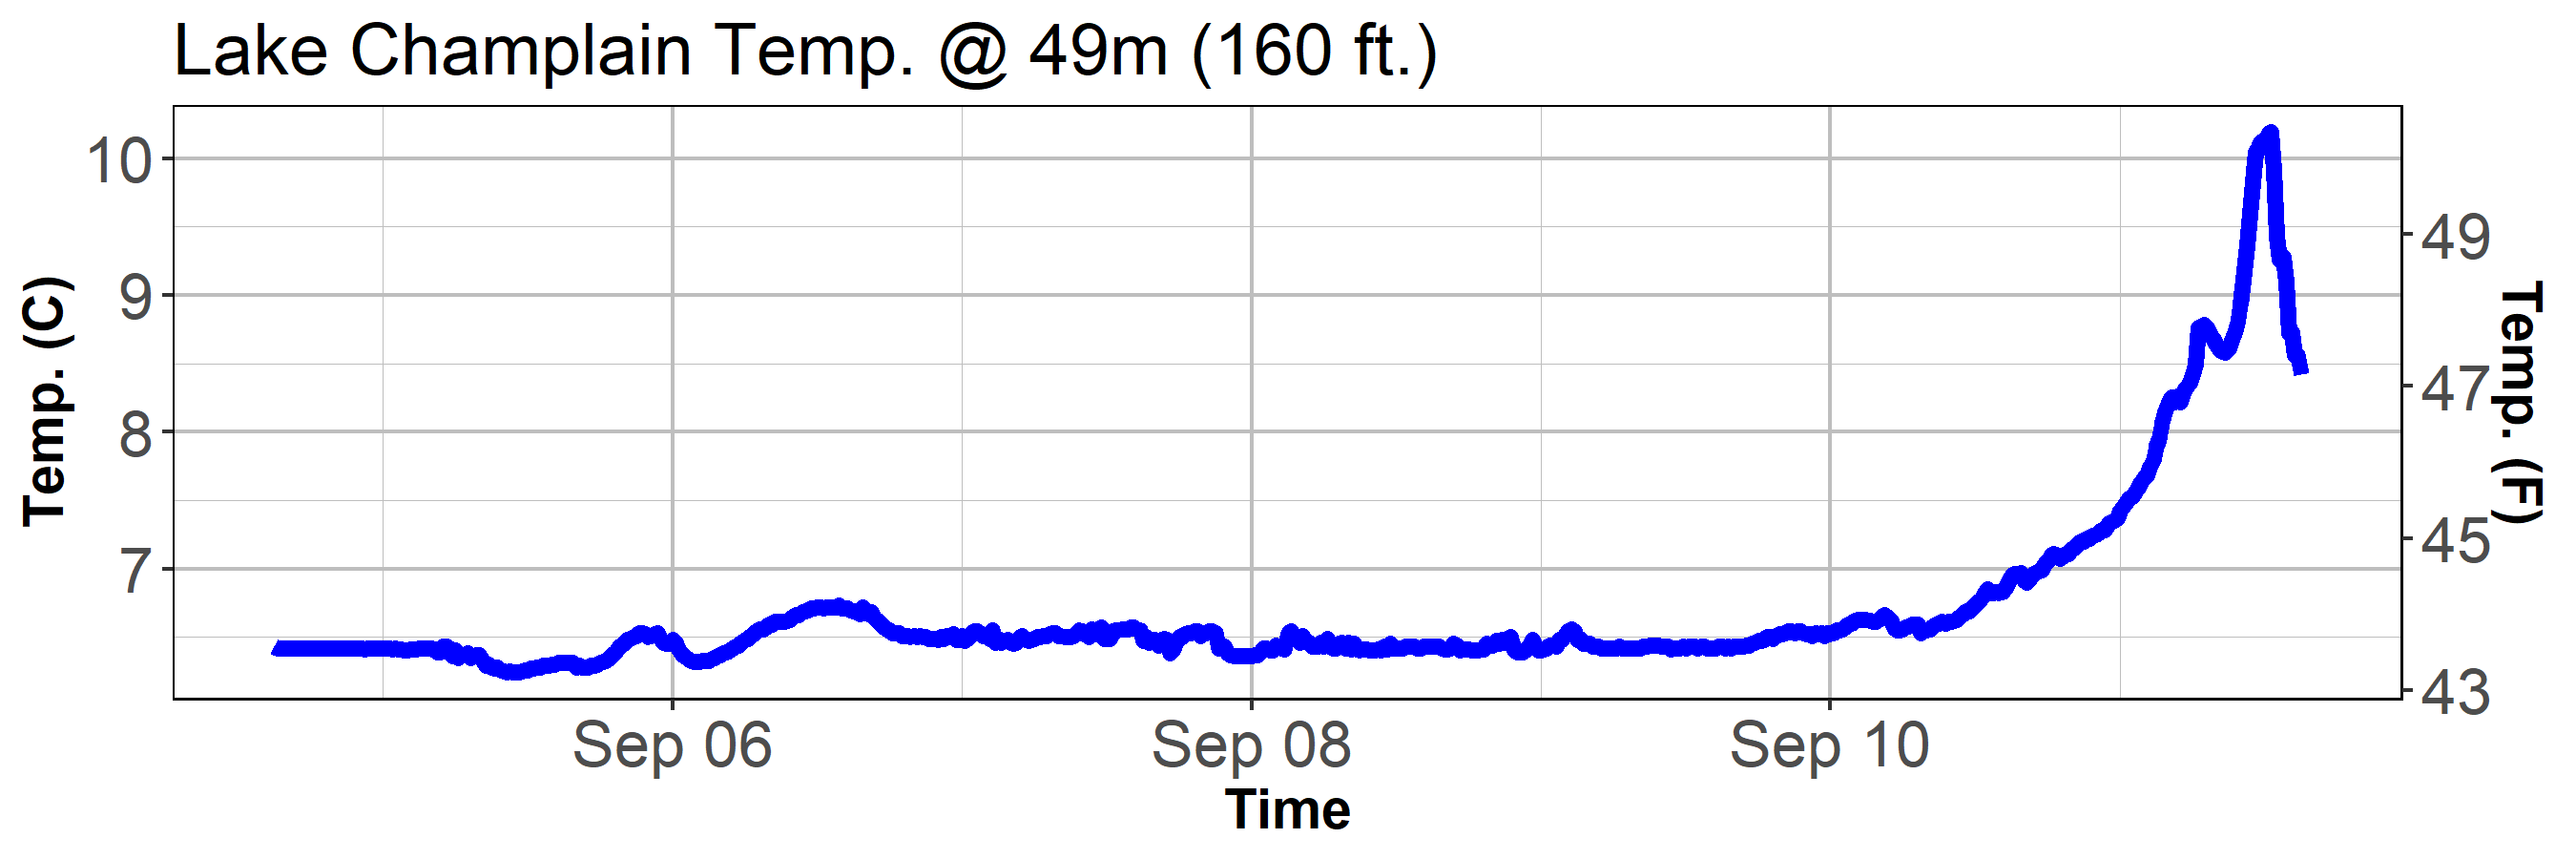 Lake Champlain Temp. @ 49m (160 ft.)
10
9
8
7
Temp. (C)
49
47
45
43
Temp. (F)
Sep 06 Sep 08 Sep 10
Time